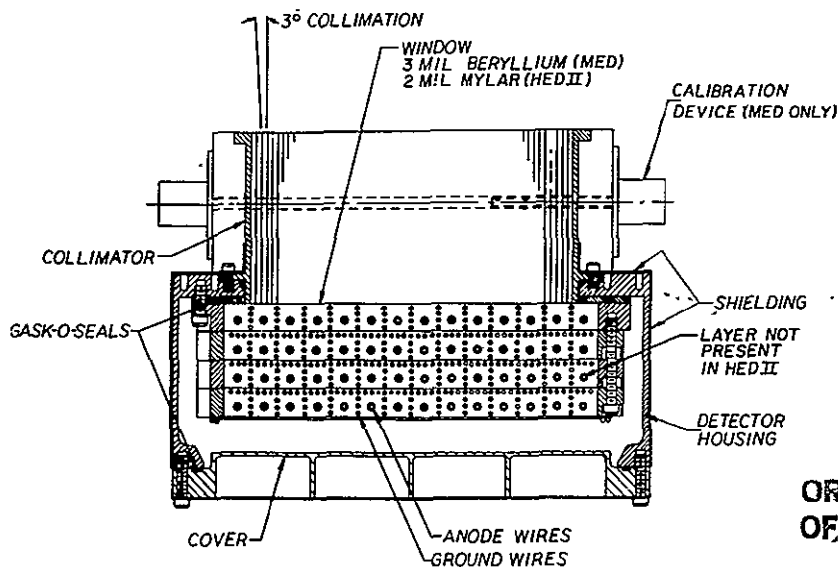 3° COLLIMATION
WINDOW
3 MIL BERYLLIUM (MED)
2 MIL MYLAR (HED II)
CALIBRATION
DEVICE (MED ONLY)
COLLIMATOR
GASK-O-SEALS
SHIELDING
LAYER NOT
PRESENT
IN HED II
DETECTOR
HOUSING
COVER
ANODE WIRES
GROUND WIRES